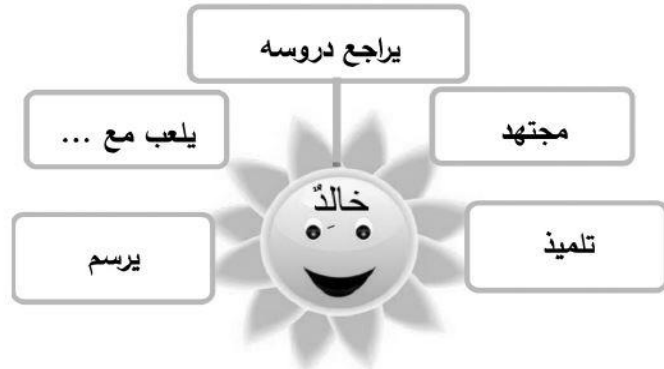 يراجع دروسه
مجتهد
يلعب مع ...
خالدٌ
تلميذ
يرسم